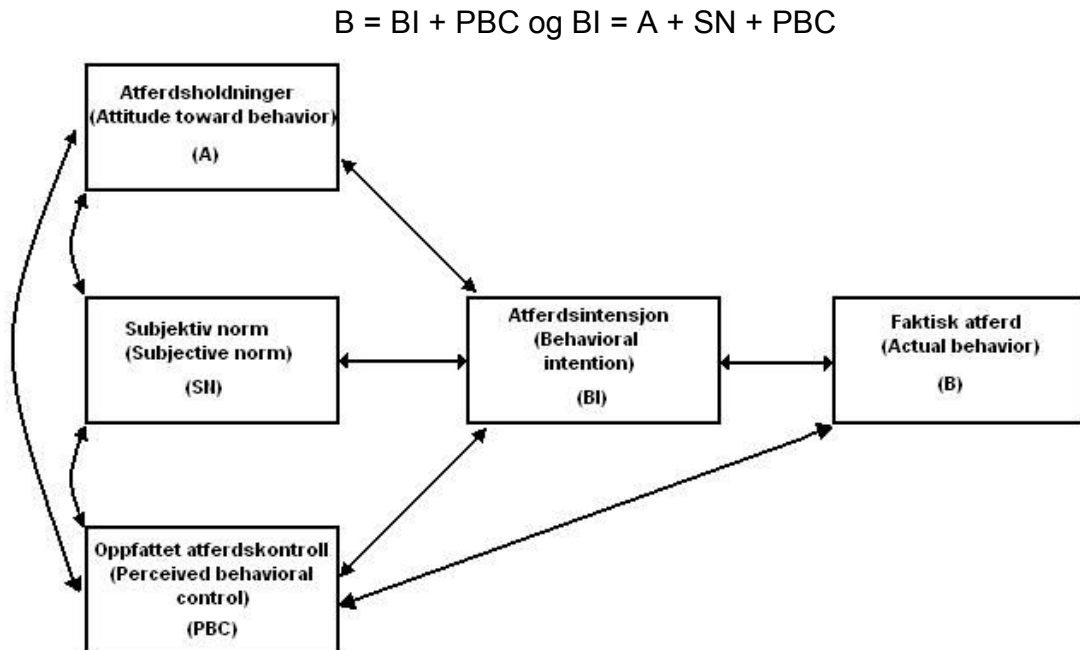 B = BI + PBC og BI = A + SN + PBC
Atferdsholdninger
(Attitude toward behavior)
(A)
Subjektiv norm
(Subjective norm)
(SN)
Atferdsintensjon
(Behavioral
intention)
(BI)
Faktisk atferd
(Actual behavior)
(B)
Oppfattet atferdskontroll
(Perceived behavioral
control)
(PBC)